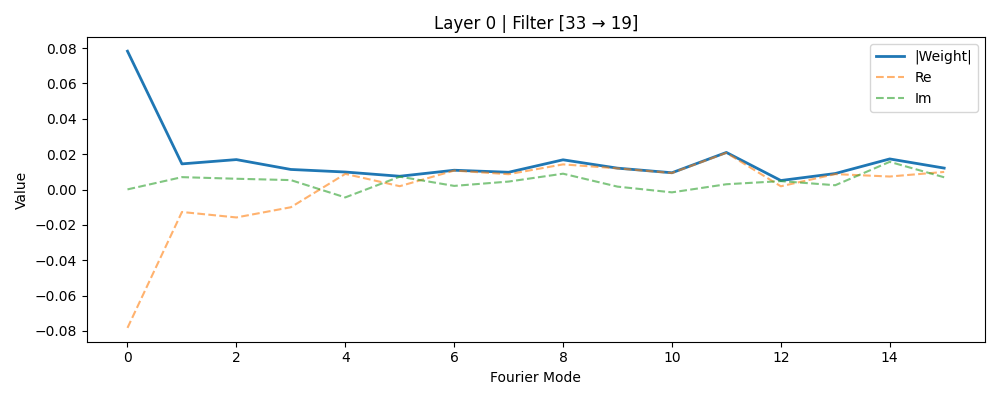 Layer 0 | Filter [33 → 19]
Value
0.08
0.06
0.04
0.02
0.00
−0.02
−0.04
−0.06
−0.08
|Weight|
Re
Im
0 2 4 6 8 10 12 14
Fourier Mode